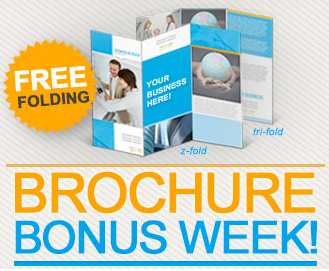 FREE
FOLDING
YOUR
BUSINESS
HERE!
tri-fold
z-fold
BROCHURE
BONUS WEEK!